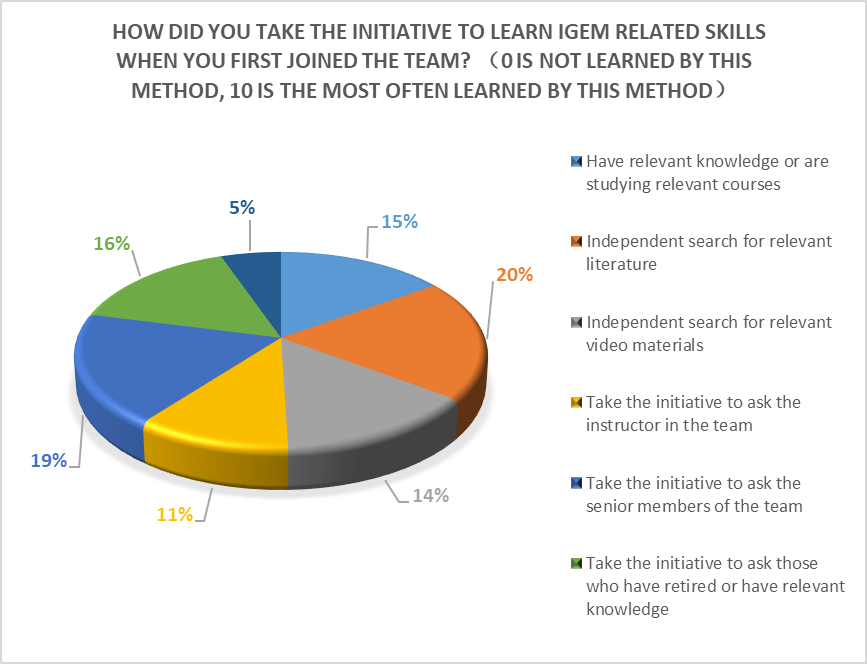 HOW DID YOU TAKE THE INITIATIVE TO LEARN IGEM RELATED SKILLS
WHEN YOU FIRST JOINED THE TEAM? （0 IS NOT LEARNED BY THIS
METHOD, 10 IS THE MOST OFTEN LEARNED BY THIS METHOD）
5%
15%
16%
20%
19%
11%
14%
Have relevant knowledge or are
studying relevant courses
Independent search for relevant
literature
Independent search for relevant
video materials
Take the initiative to ask the
instructor in the team
Take the initiative to ask the
senior members of the team
Take the initiative to ask those
who have retired or have relevant
knowledge